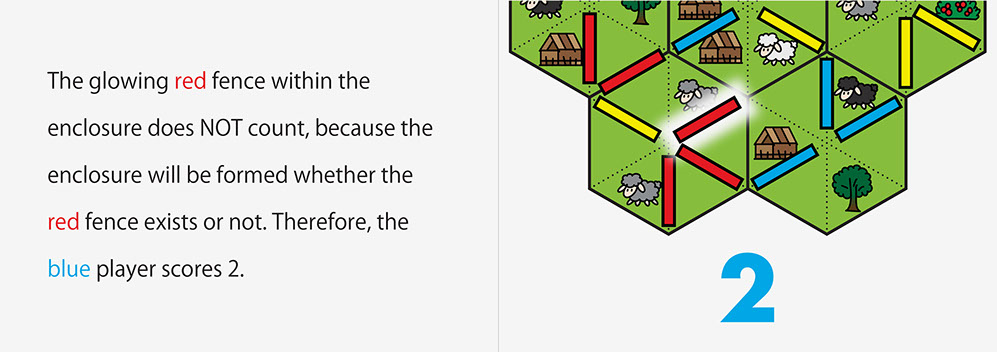 The glowing red fence within the
enclosure does NOT count, because the
enclosure will be formed whether the
red fence exists or not. Therefore, the
blue player scores 2.
2